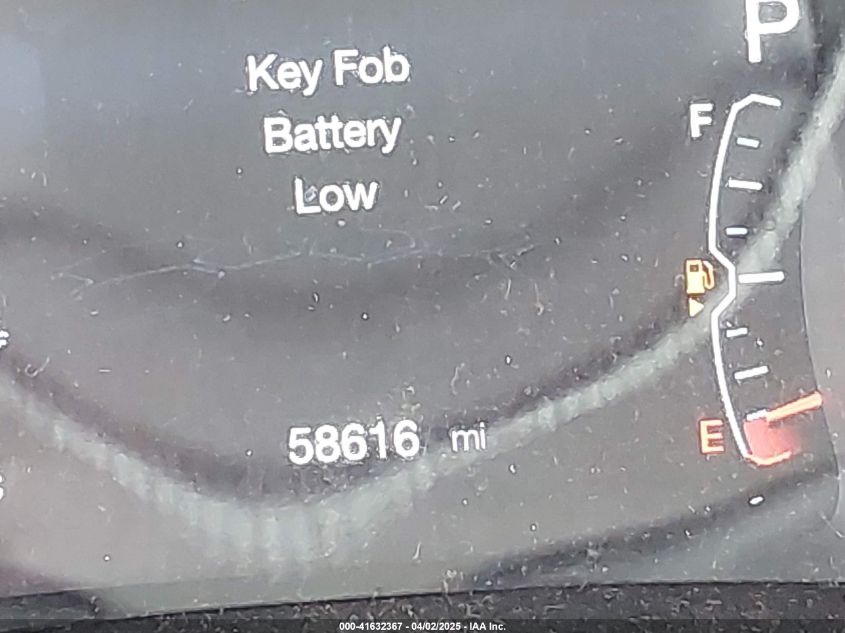 P
Key Fob
F
Battery
Low
58616 mi
E
000-41632367 - 04/02/2025 - IAA Inc.